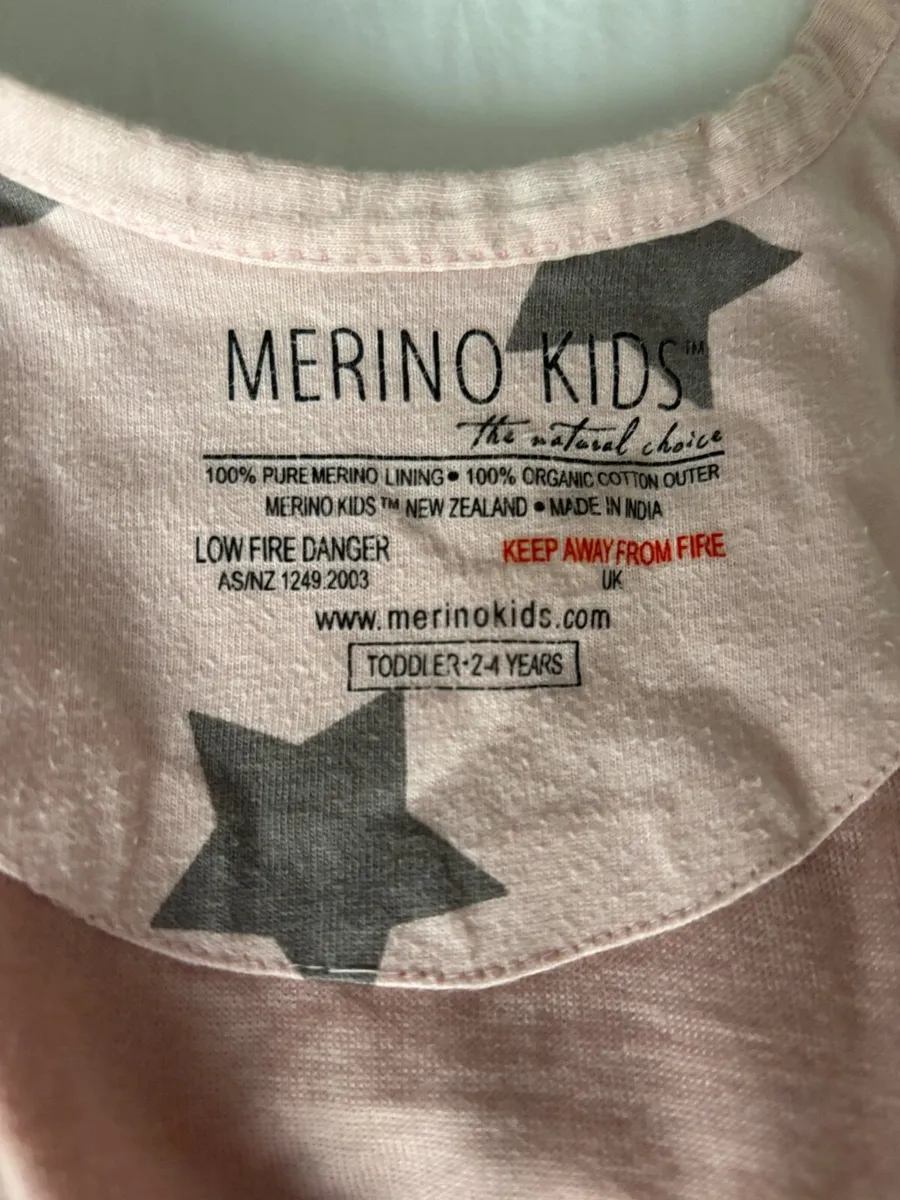 MERINO KIDS™
the natural choice
100% PURE MERINO LINING • 100% ORGANIC COTTON OUTER
MERINO KIDS™ NEW ZEALAND • MADE IN INDIA
LOW FIRE DANGER KEEP AWAY FROM FIRE
AS/NZ 1249:2003 UK
www.merinokids.com
TODDLER•2-4 YEARS